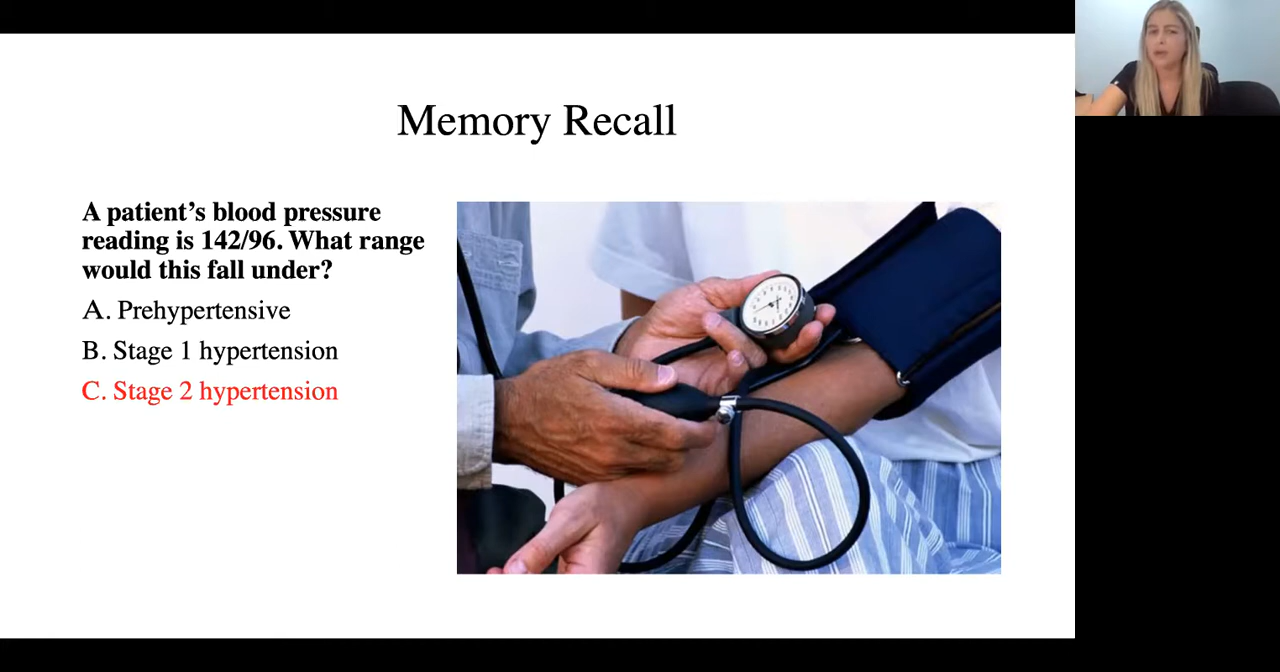 Memory Recall
A patient’s blood pressure
reading is 142/96. What range
would this fall under?
A. Prehypertensive
B. Stage 1 hypertension
C. Stage 2 hypertension